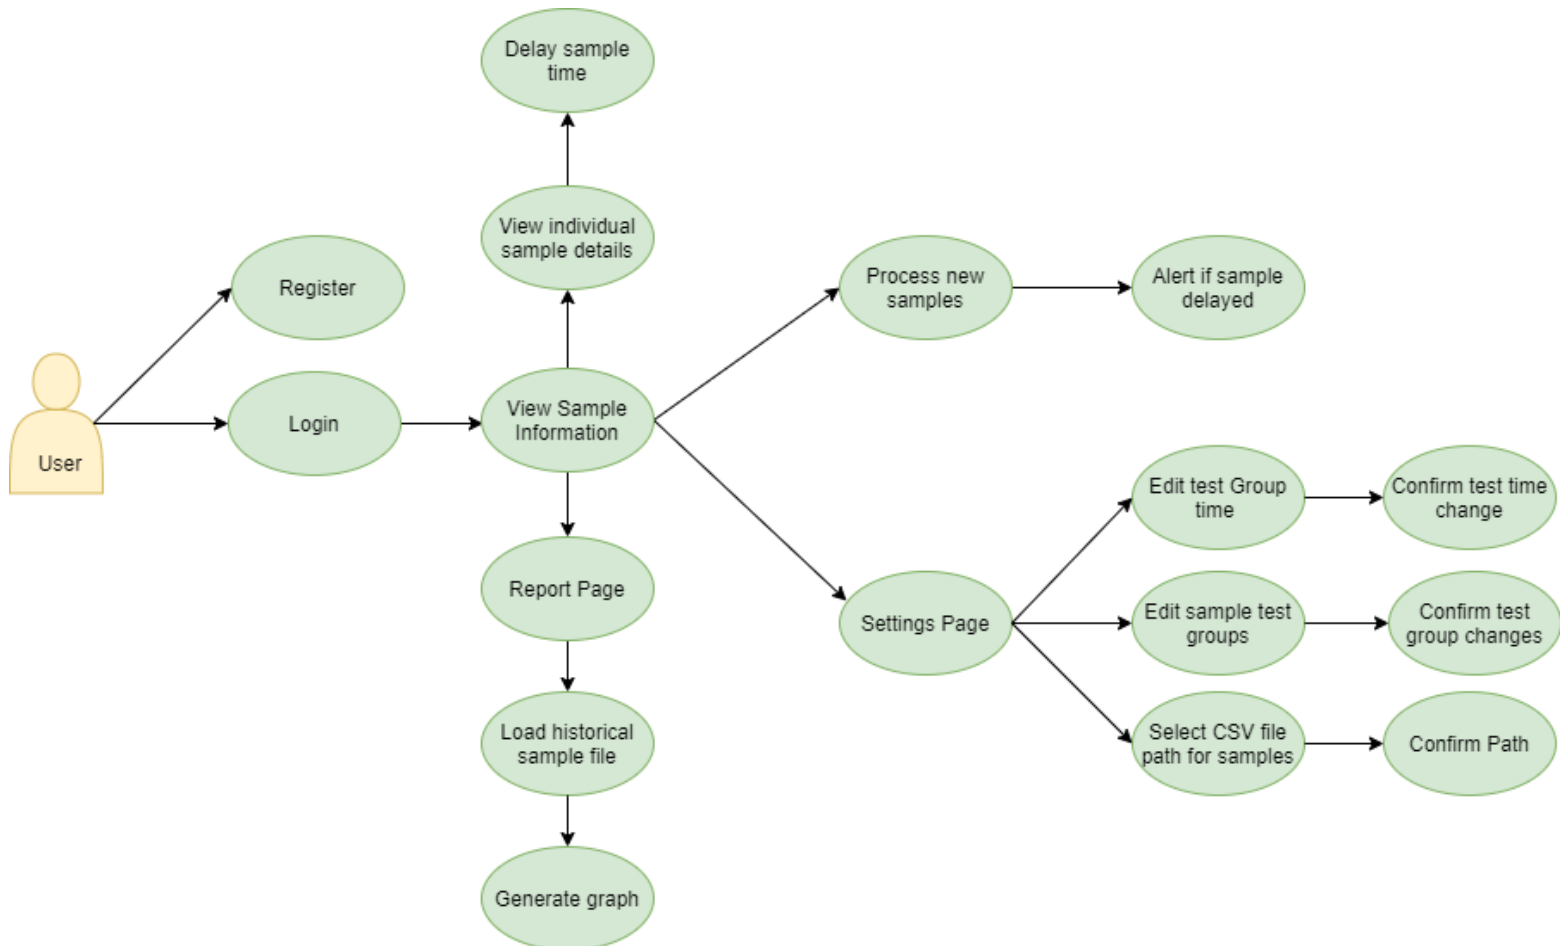 Delay sample
time
View individual
sample details
Register
Process new
samples
Alert if sample
delayed
User
Login
View Sample
Information
Edit test Group
time
Confirm test time
change
Report Page
Settings Page
Edit sample test
groups
Confirm test
group changes
Load historical
sample file
Select CSV file
path for samples
Confirm Path
Generate graph